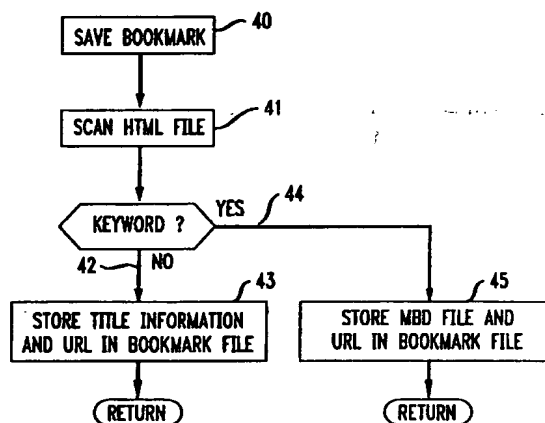 SAVE BOOKMARK
40
SCAN HTML FILE
41
KEYWORD ?
YES
44
42
NO
43
STORE TITLE INFORMATION
AND URL IN BOOKMARK FILE
45
STORE MBD FILE AND
URL IN BOOKMARK FILE
RETURN
RETURN